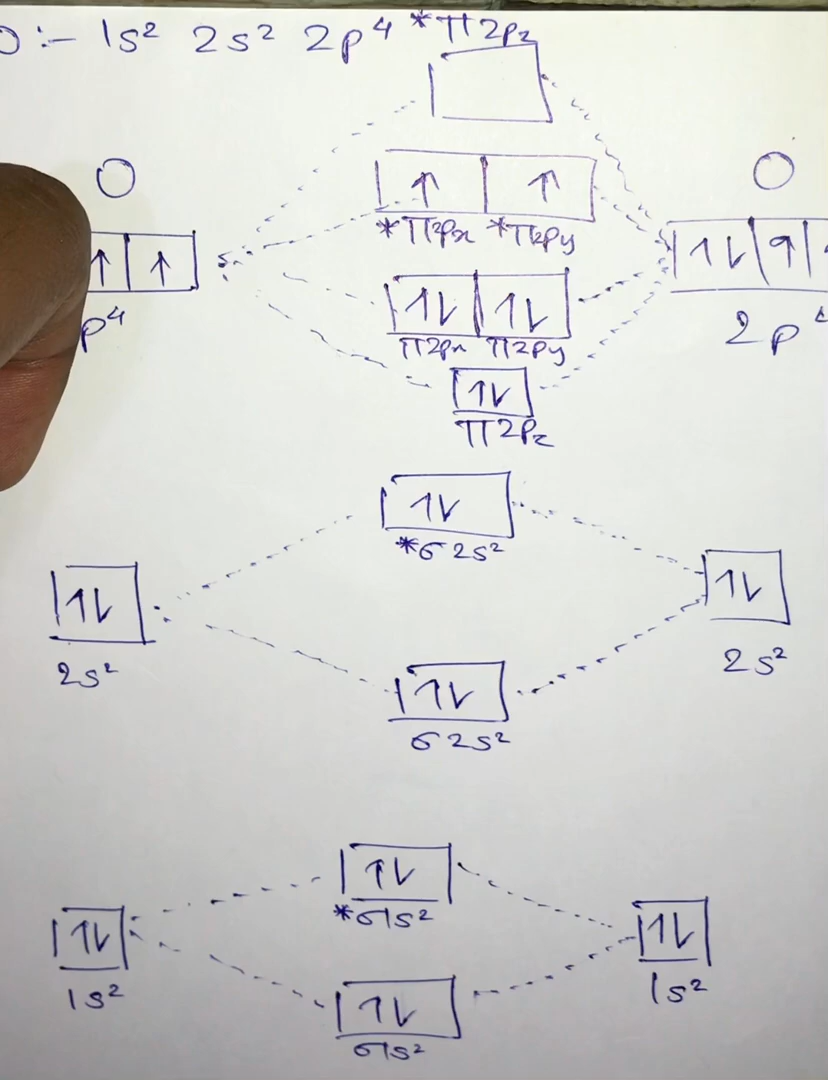 O :- 1s² 2s² 2p⁴ *π2pz
O O
↑ ↑
↑ ↑
*π2px *π2py
↑↓ ↑
p⁴ 2p⁴
↑↓ ↑↓
π2px π2py
↑↓
π2pz
↑↓
*σ2s²
↑↓ ↑↓
2s² 2s²
↑↓
σ2s²
↑↓
*σ1s²
↑↓ ↑↓
1s² 1s²
↑↓
σ1s²